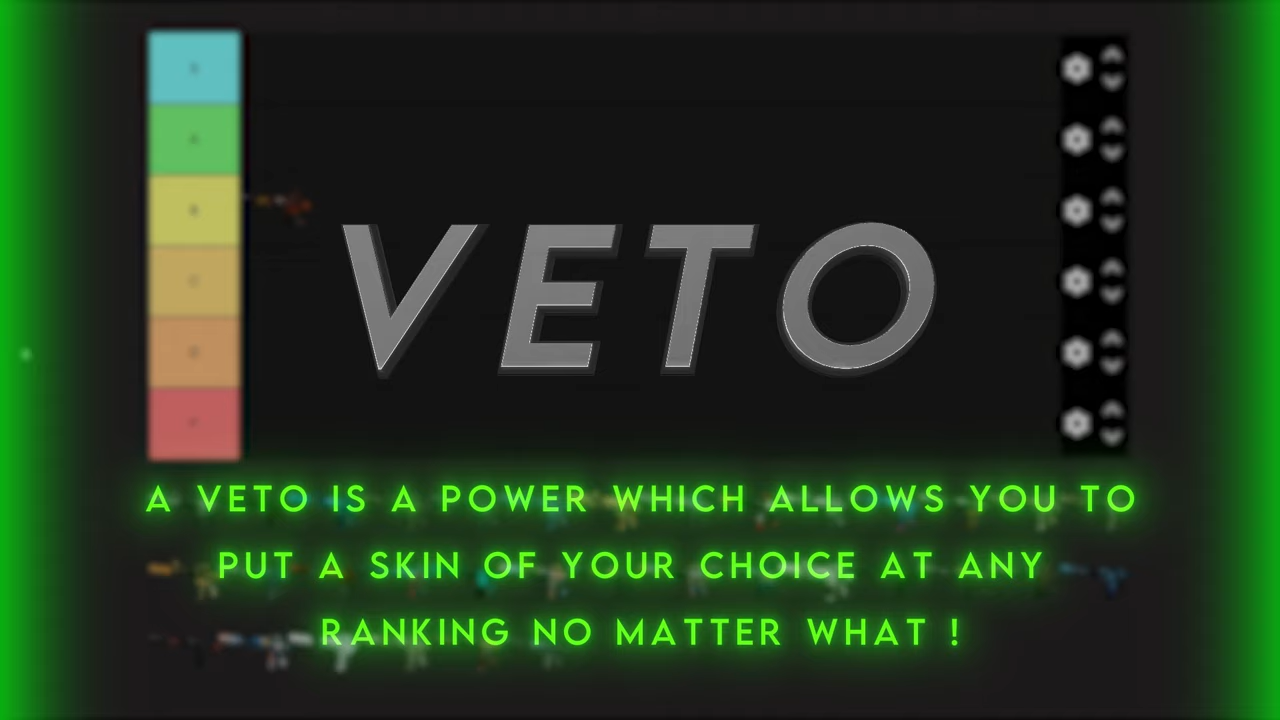 VETO
A VETO IS A POWER WHICH ALLOWS YOU TO
PUT A SKIN OF YOUR CHOICE AT ANY
RANKING NO MATTER WHAT !